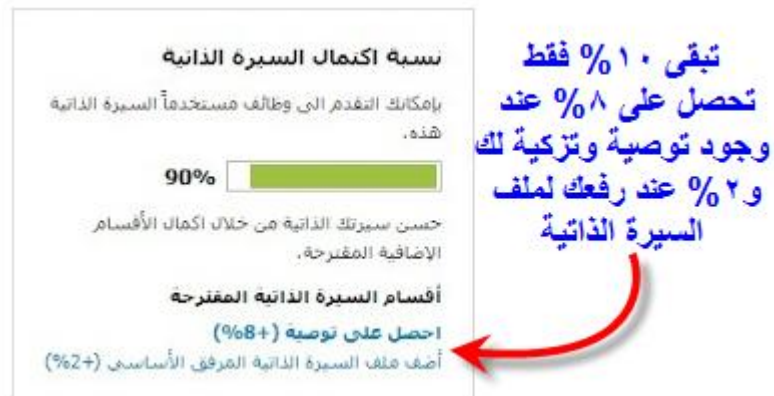 نسبة اكتمال السيرة الذاتية
بإمكانك التقدم الى وظائف مستخدماً السيرة الذاتية
هذه.
90%
حسن سيرتك الذاتية من خلال اكمال الأقسام
الإضافية المقترحة.
أقسام السيرة الذاتية المقترحة
احصل على توصية (+8%)
أضف ملف السيرة الذاتية المرفق الأساسي (+2%)
تبقى ١٠% فقط
تحصل على ٨% عند
وجود توصية وتزكية لك
و٢% عند رفعك لملف
السيرة الذاتية